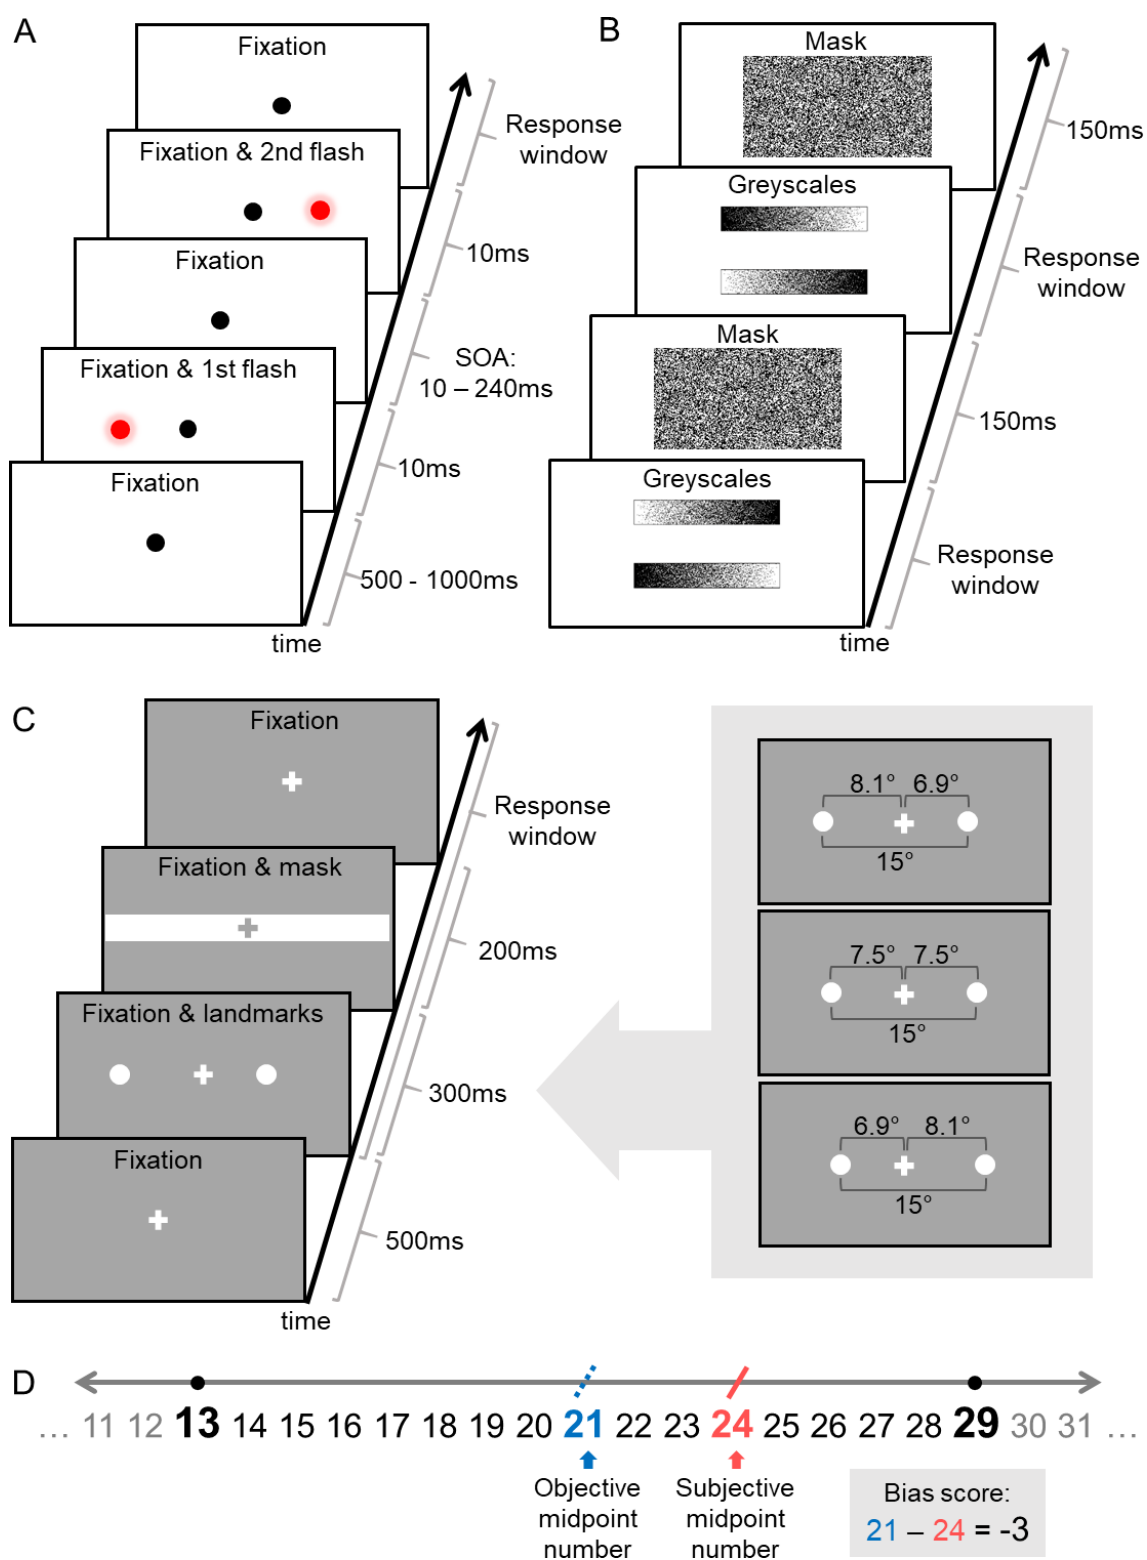 A
Fixation
Fixation & 2nd flash
Fixation
Fixation & 1st flash
Fixation
Response
window
10ms
SOA:
10 – 240ms
10ms
500 - 1000ms
time
B
Mask
Greyscales
Mask
Greyscales
150ms
Response
window
150ms
Response
window
time
C
Fixation
Fixation & mask
Fixation & landmarks
Fixation
Response
window
200ms
300ms
500ms
time
8.1° 6.9°
15°
7.5° 7.5°
15°
6.9° 8.1°
15°
D
... 11 12 13 14 15 16 17 18 19 20 21 22 23 24 25 26 27 28 29 30 31 ...
Objective
midpoint
number
Subjective
midpoint
number
Bias score:
21 – 24 = -3